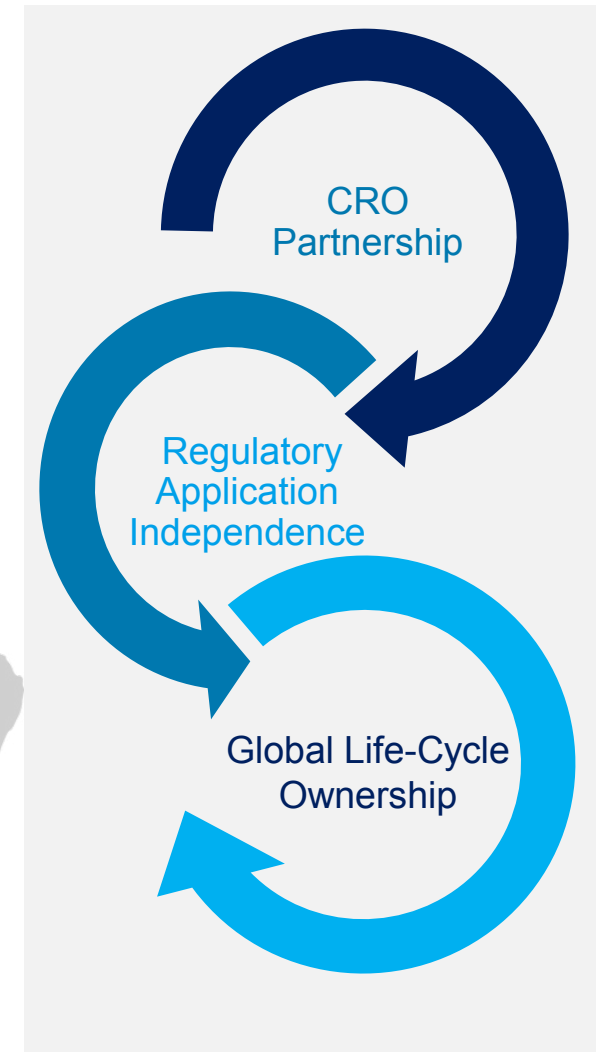 CRO
Partnership
Regulatory
Application
Independence
Global Life-Cycle
Ownership